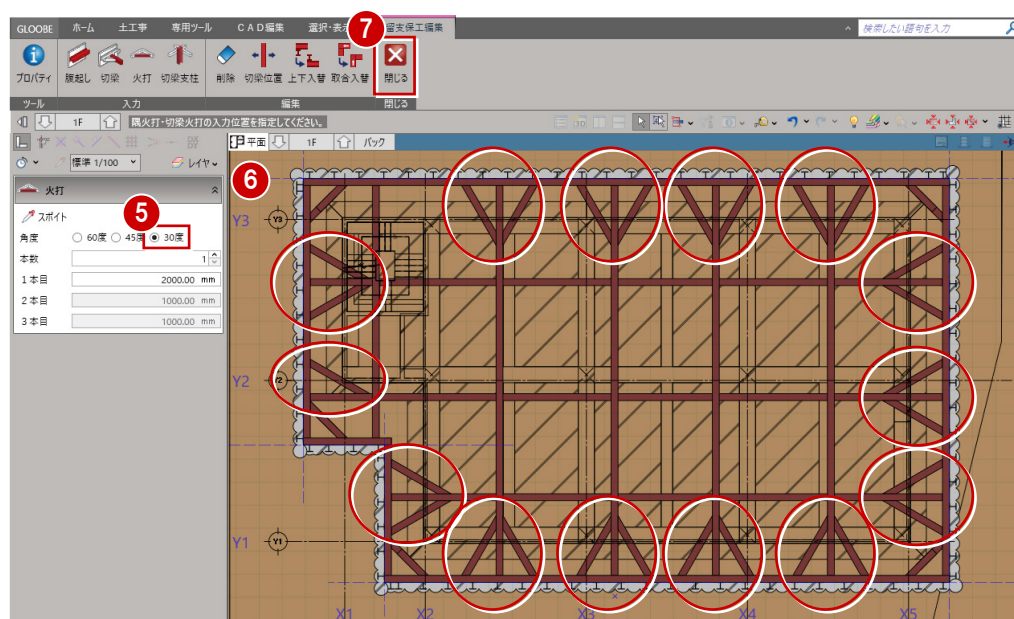 GLOOBE ホーム 土工事 専用ツール CAD編集 選択・表示 留支保工編集
検索したい語句を入力
7
プロパティ 腹起し 切梁 火打 切梁支柱 削除 切梁位置 上下入替 取合入替 閉じる
ツール 入力 編集 閉じる
1F 隅火打・切梁火打の入力位置を指定してください。
平面 1F バック
標準 1/100 レイヤ
火打
6
スポイト
5
角度 60度 45度 30度
本数 1
1本目 2000.00 mm
2本目 1000.00 mm
3本目 1000.00 mm
Y3 Y3
Y2 Y2
Y1 Y1
X1 X2 X3 X4 X5